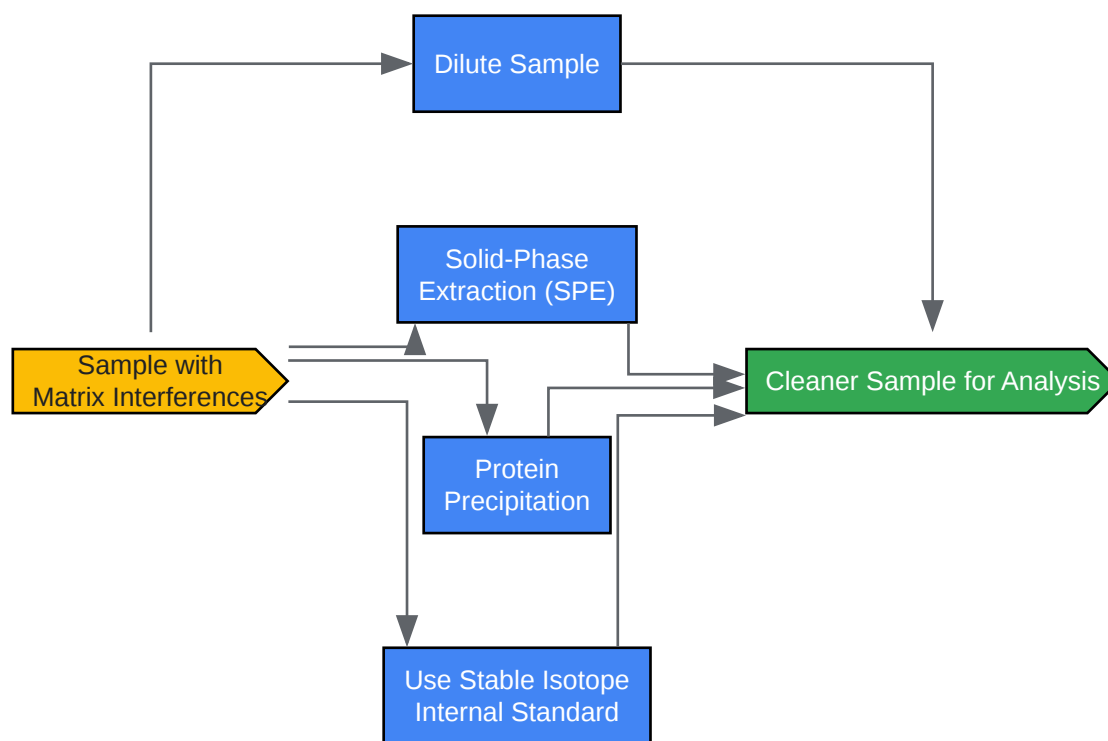 Dilute Sample
Solid-Phase
Extraction (SPE)
Sample with
Matrix Interferences
Cleaner Sample for Analysis
Protein
Precipitation
Use Stable Isotope
Internal Standard